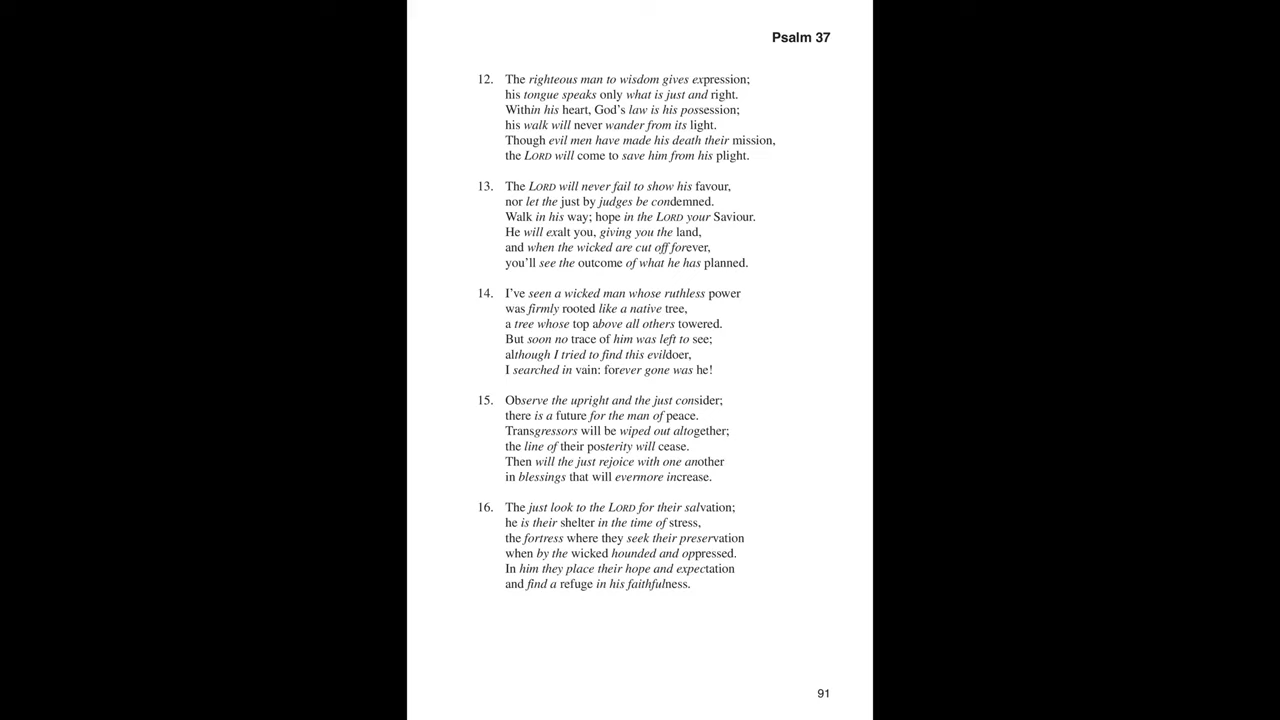 Psalm 37
12. The righteous man to wisdom gives expression;
his tongue speaks only what is just and right.
Within his heart, God's law is his possession;
his walk will never wander from its light.
Though evil men have made his death their mission,
the LORD will come to save him from his plight.
13. The LORD will never fail to show his favour,
nor let the just by judges be condemned.
Walk in his way; hope in the LORD your Saviour.
He will exalt you, giving you the land,
and when the wicked are cut off forever,
you'll see the outcome of what he has planned.
14. I've seen a wicked man whose ruthless power
was firmly rooted like a native tree,
a tree whose top above all others towered.
But soon no trace of him was left to see;
although I tried to find this evildoer,
I searched in vain: forever gone was he!
15. Observe the upright and the just consider;
there is a future for the man of peace.
Transgressors will be wiped out altogether;
the line of their posterity will cease.
Then will the just rejoice with one another
in blessings that will evermore increase.
16. The just look to the LORD for their salvation;
he is their shelter in the time of stress,
the fortress where they seek their preservation
when by the wicked hounded and oppressed.
In him they place their hope and expectation
and find a refuge in his faithfulness.
91